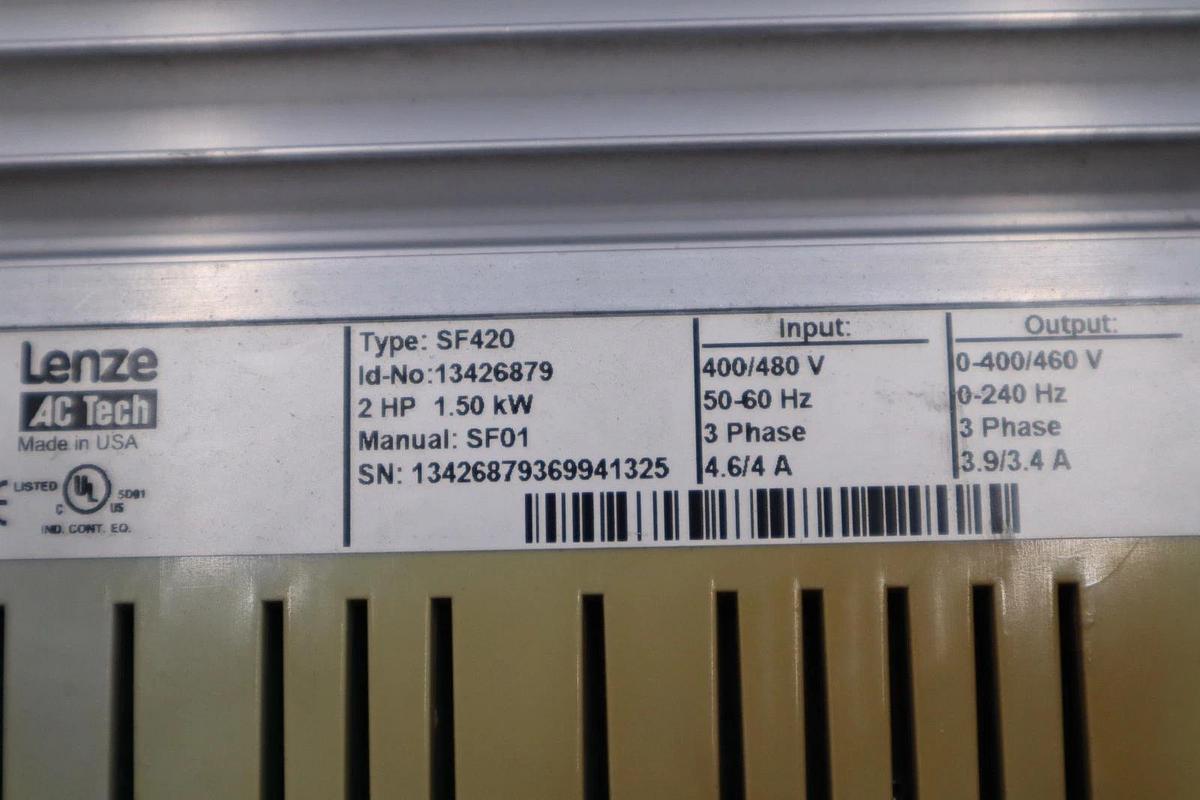 Lenze
AC Tech
Made in USA
LISTED
UL
C US
5D81
IND. CONT. EQ.
Type: SF420
Id-No:13426879
2 HP 1.50 kW
Manual: SF01
SN: 13426879369941325
Input:
400/480 V
50-60 Hz
3 Phase
4.6/4 A
Output:
0-400/460 V
0-240 Hz
3 Phase
3.9/3.4 A